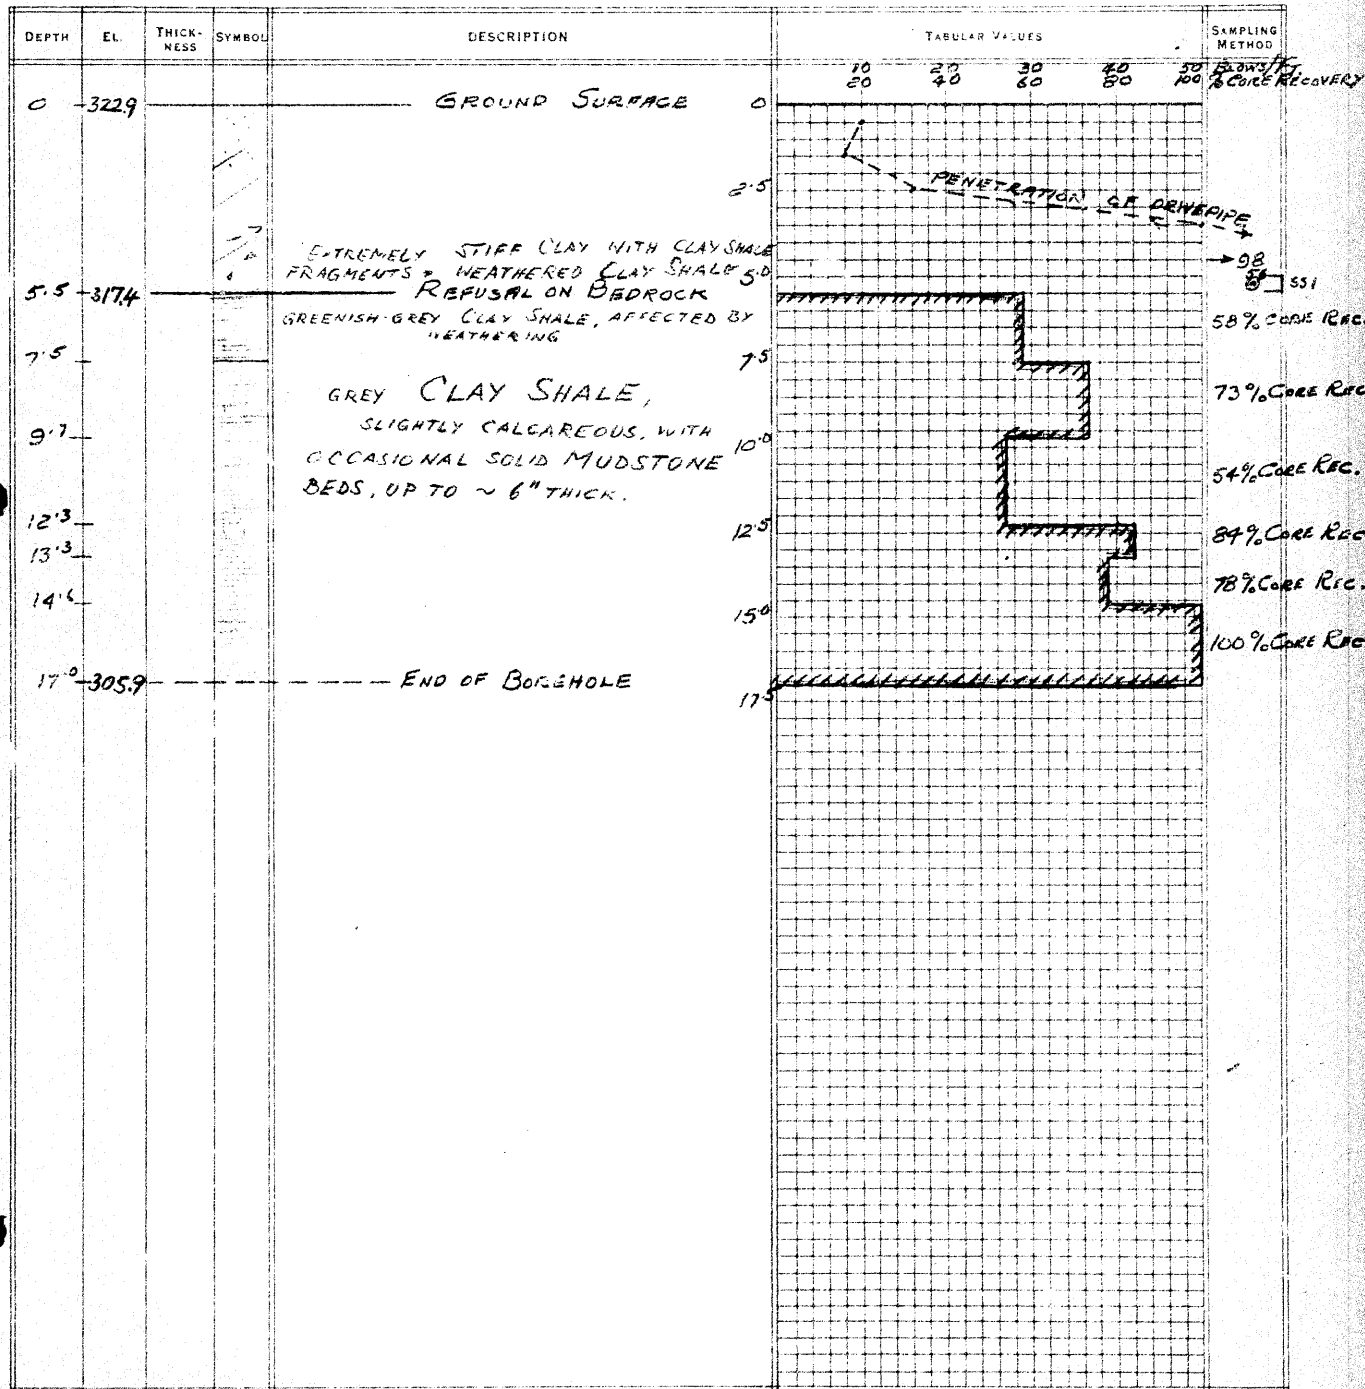 DEPTH EL. THICK-NESS SYMBOL DESCRIPTION TABULAR VALUES SAMPLING METHOD
10 20 30 40 50 BLOWS/FT
20 40 60 80 100 % CORE RECOVERY
0 322.9 GROUND SURFACE 0
2.5
PENETRATION OF DRIVEPIPE
EXTREMELY STIFF CLAY WITH CLAY SHALE
FRAGMENTS & WEATHERED CLAY SHALE 5.0
98
SS1
5.5 317.4 REFUSAL ON BEDROCK
GREENISH-GREY CLAY SHALE, AFFECTED BY
WEATHERING
58% CORE REC.
7.5 7.5
GREY CLAY SHALE,
73% CORE REC
SLIGHTLY CALCAREOUS, WITH
9.7 10.0
OCCASIONAL SOLID MUDSTONE
54% CORE REC.
BEDS, UP TO ~ 6" THICK.
12.3 12.5
84% CORE REC
13.3
78% CORE REC.
14.6 15.0
100% CORE REC
17.0 305.9 END OF BOREHOLE
17.5